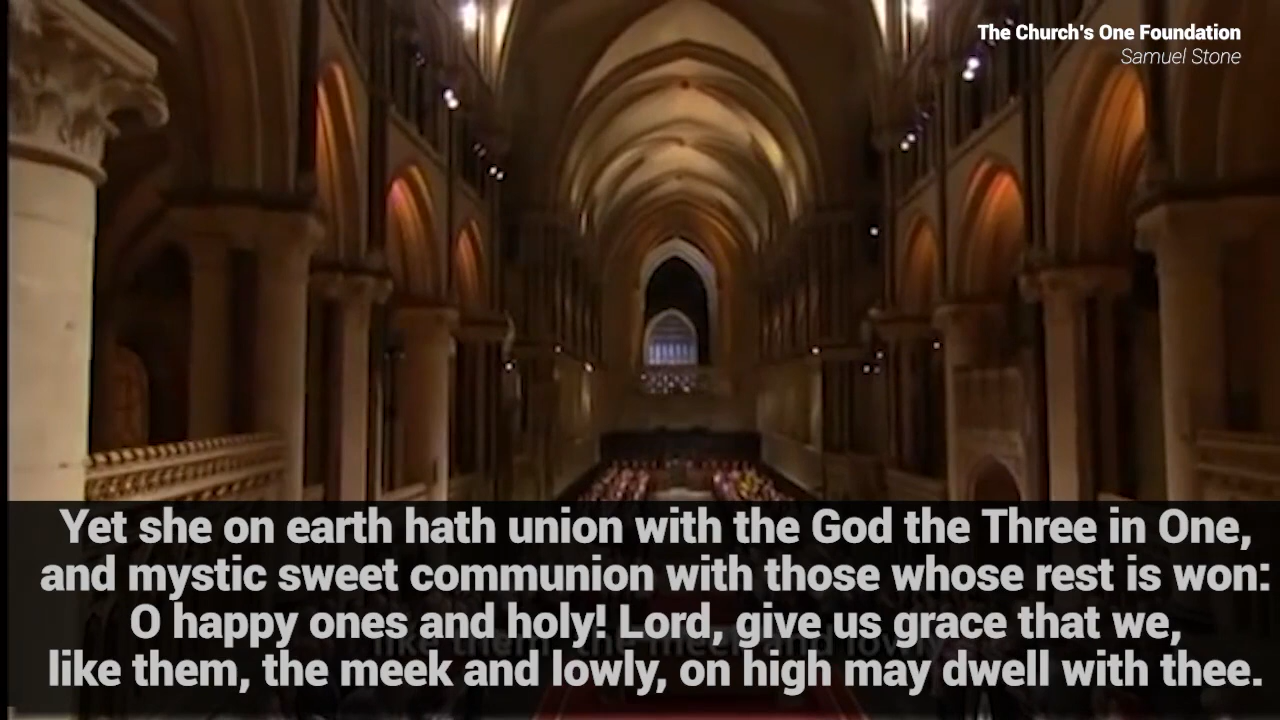 The Church's One Foundation
Samuel Stone
Yet she on earth hath union with the God the Three in One,
and mystic sweet communion with those whose rest is won:
O happy ones and holy! Lord, give us grace that we,
like them, the meek and lowly, on high may dwell with thee.